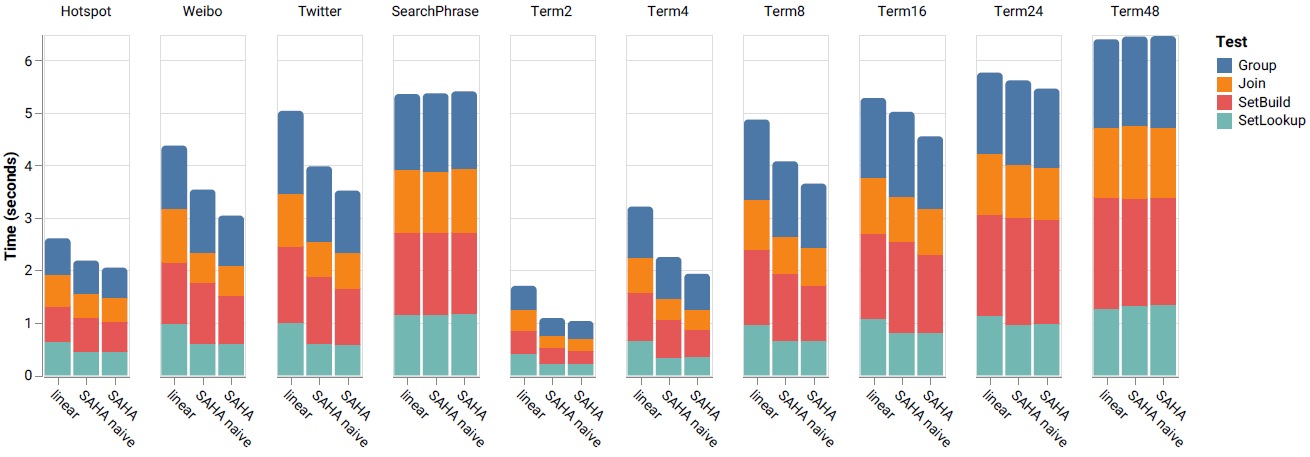 Hotspot Weibo Twitter SearchPhrase Term2 Term4 Term8 Term16 Term24 Term48
Test
Group
Join
SetBuild
SetLookup
Time (seconds)
6
5
4
3
2
1
0
linear SAHA naive SAHA linear SAHA naive SAHA linear SAHA naive SAHA linear SAHA naive SAHA linear SAHA naive SAHA linear SAHA naive SAHA linear SAHA naive SAHA linear SAHA naive SAHA linear SAHA naive SAHA linear SAHA naive SAHA